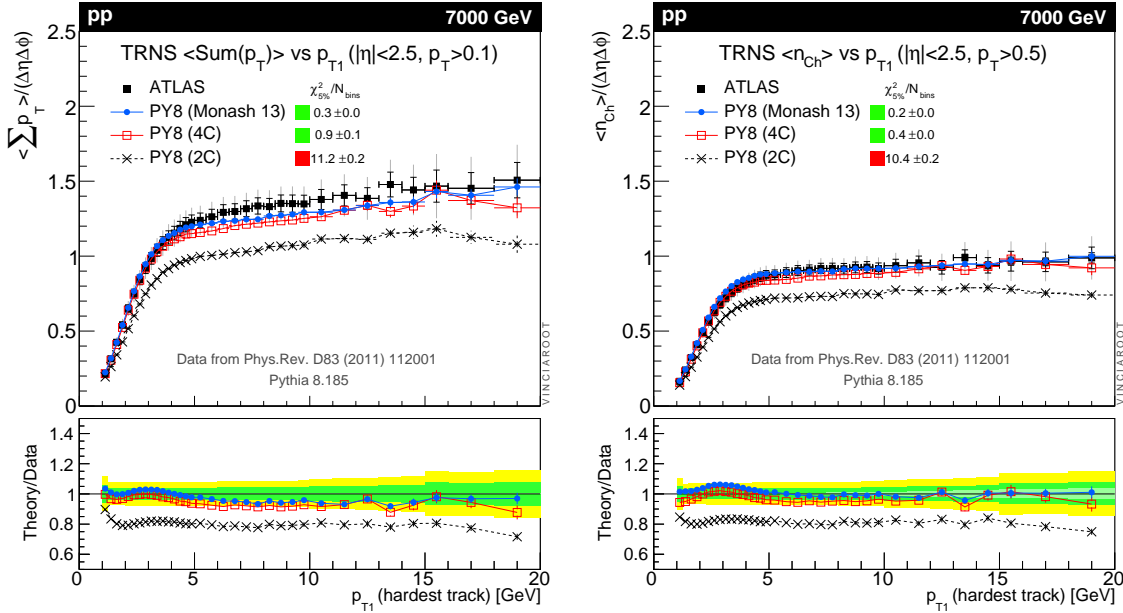 pp 7000 GeV
TRNS <Sum(p_T)> vs p_T1 (|η|<2.5, p_T>0.1)
ATLAS
PY8 (Monash 13)
PY8 (4C)
PY8 (2C)
χ²_5%/N_bins
0.3±0.0
0.9±0.1
11.2±0.2
<∑ p_T>/(ΔηΔφ)
2.5
2
1.5
1
0.5
0
Data from Phys.Rev. D83 (2011) 112001
Pythia 8.185
VINCIAROOT
Theory/Data
1.4
1.2
1
0.8
0.6
0 5 10 15 20
p_T1 (hardest track) [GeV]
pp 7000 GeV
TRNS <n_Ch> vs p_T1 (|η|<2.5, p_T>0.5)
ATLAS
PY8 (Monash 13)
PY8 (4C)
PY8 (2C)
χ²_5%/N_bins
0.2±0.0
0.4±0.0
10.4±0.2
<n_Ch>/(ΔηΔφ)
2.5
2
1.5
1
0.5
0
Data from Phys.Rev. D83 (2011) 112001
Pythia 8.185
VINCIAROOT
Theory/Data
1.4
1.2
1
0.8
0.6
0 5 10 15 20
p_T1 (hardest track) [GeV]